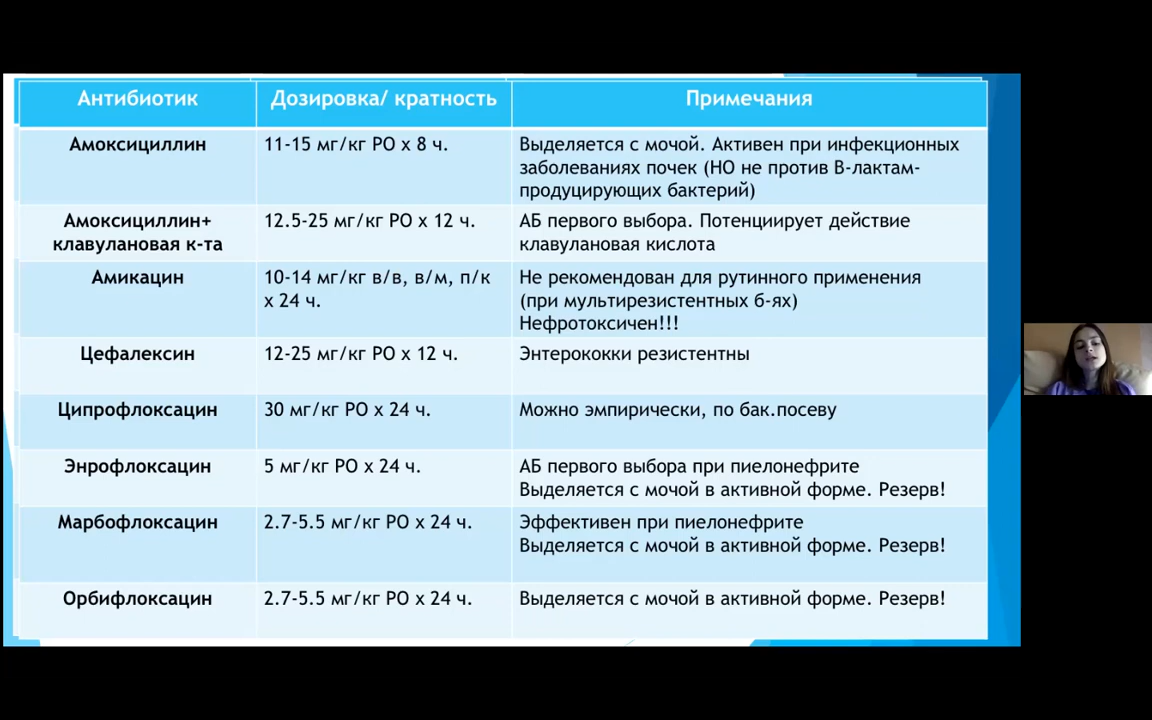 Антибиотик
Дозировка/ кратность
Примечания
Амоксициллин
11-15 мг/кг PO x 8 ч.
Выделяется с мочой. Активен при инфекционных
заболеваниях почек (НО не против В-лактам-
продуцирующих бактерий)
Амоксициллин+
клавулановая к-та
12.5-25 мг/кг PO x 12 ч.
АБ первого выбора. Потенциирует действие
клавулановая кислота
Амикацин
10-14 мг/кг в/в, в/м, п/к
x 24 ч.
Не рекомендован для рутинного применения
(при мультирезистентных б-ях)
Нефротоксичен!!!
Цефалексин
12-25 мг/кг PO x 12 ч.
Энтерококки резистентны
Ципрофлоксацин
30 мг/кг PO x 24 ч.
Можно эмпирически, по бак.посеву
Энрофлоксацин
5 мг/кг PO x 24 ч.
АБ первого выбора при пиелонефрите
Выделяется с мочой в активной форме. Резерв!
Марбофлоксацин
2.7-5.5 мг/кг PO x 24 ч.
Эффективен при пиелонефрите
Выделяется с мочой в активной форме. Резерв!
Орбифлоксацин
2.7-5.5 мг/кг PO x 24 ч.
Выделяется с мочой в активной форме. Резерв!